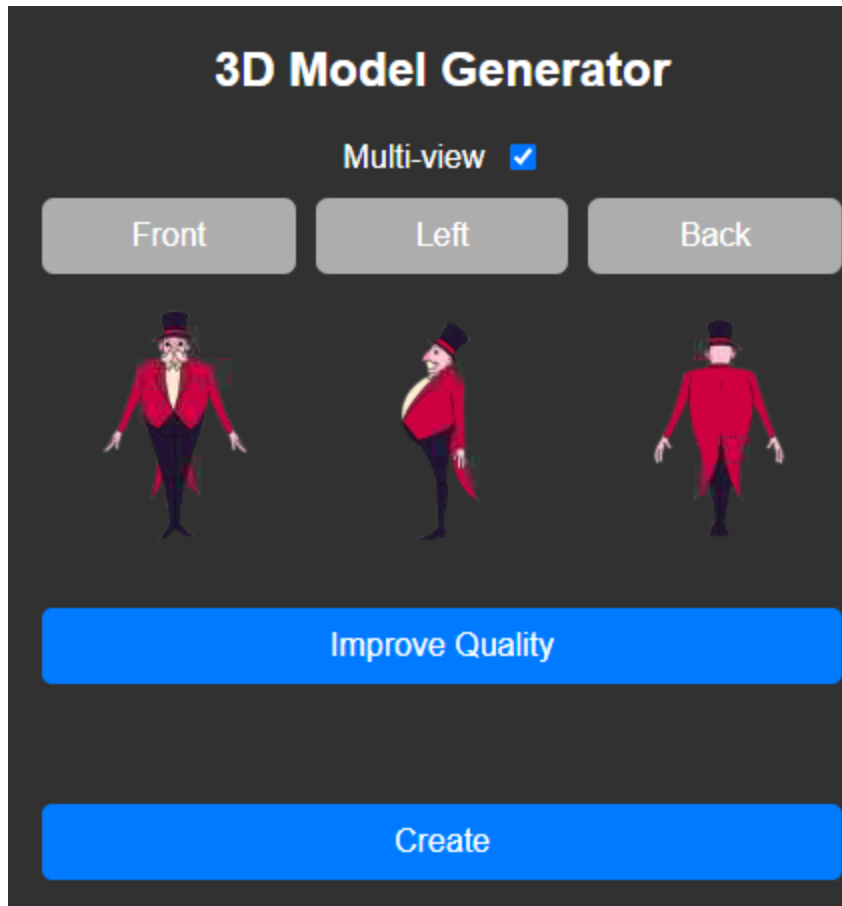 3D Model Generator
Multi-view
Front Left Back
Improve Quality
Create